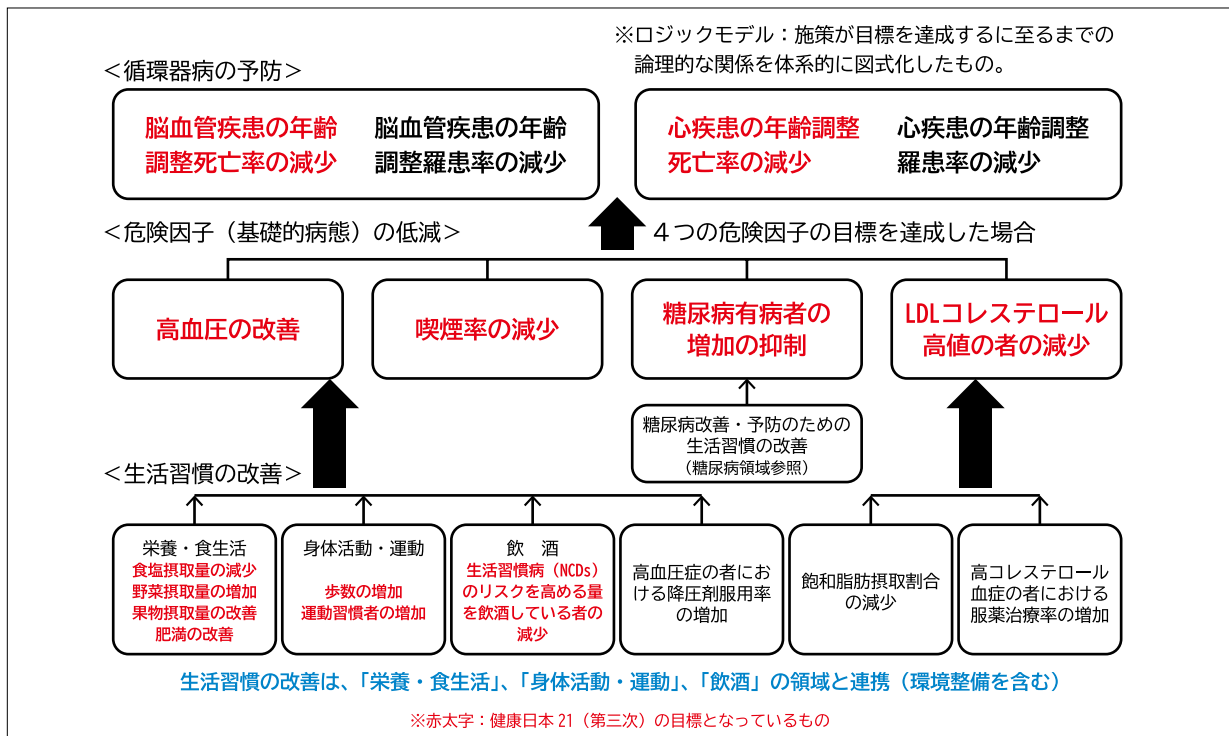 ※ロジックモデル：施策が目標を達成するに至るまでの
論理的な関係を体系的に図式化したもの。
＜循環器病の予防＞
脳血管疾患の年齢
調整死亡率の減少
脳血管疾患の年齢
調整羅患率の減少
心疾患の年齢調整
死亡率の減少
心疾患の年齢調整
羅患率の減少
＜危険因子（基礎的病態）の低減＞
４つの危険因子の目標を達成した場合
高血圧の改善
喫煙率の減少
糖尿病有病者の
増加の抑制
LDLコレステロール
高値の者の減少
糖尿病改善・予防のための
生活習慣の改善
（糖尿病領域参照）
＜生活習慣の改善＞
栄養・食生活
食塩摂取量の減少
野菜摂取量の増加
果物摂取量の改善
肥満の改善
身体活動・運動
歩数の増加
運動習慣者の増加
飲　酒
生活習慣病（NCDs）
のリスクを高める量
を飲酒している者の
減少
高血圧症の者にお
ける降圧剤服用率
の増加
飽和脂肪摂取割合
の減少
高コレステロール
血症の者における
服薬治療率の増加
生活習慣の改善は、「栄養・食生活」、「身体活動・運動」、「飲酒」の領域と連携（環境整備を含む）
※赤太字：健康日本 21（第三次）の目標となっているもの